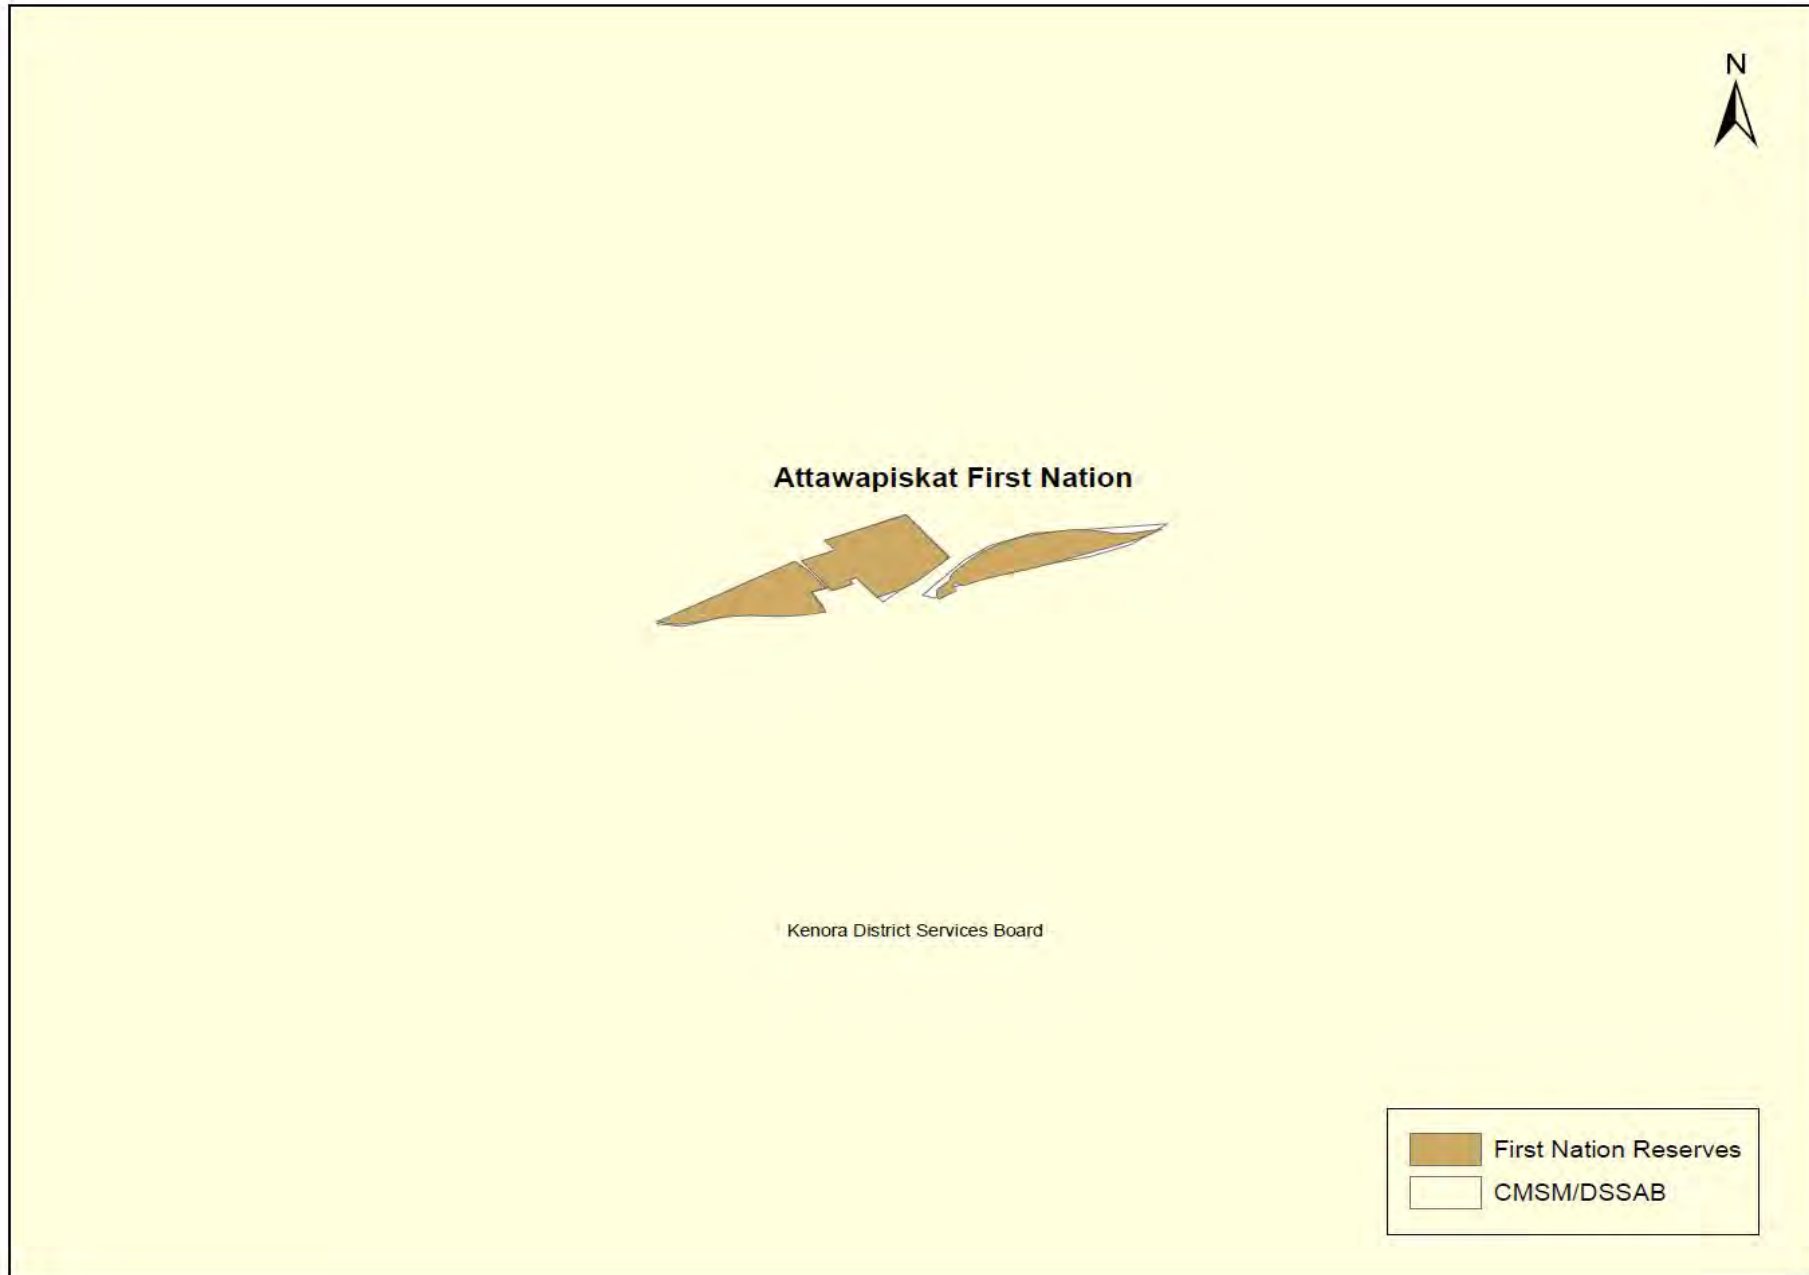 N
Attawapiskat First Nation
Kenora District Services Board
First Nation Reserves
CMSM/DSSAB